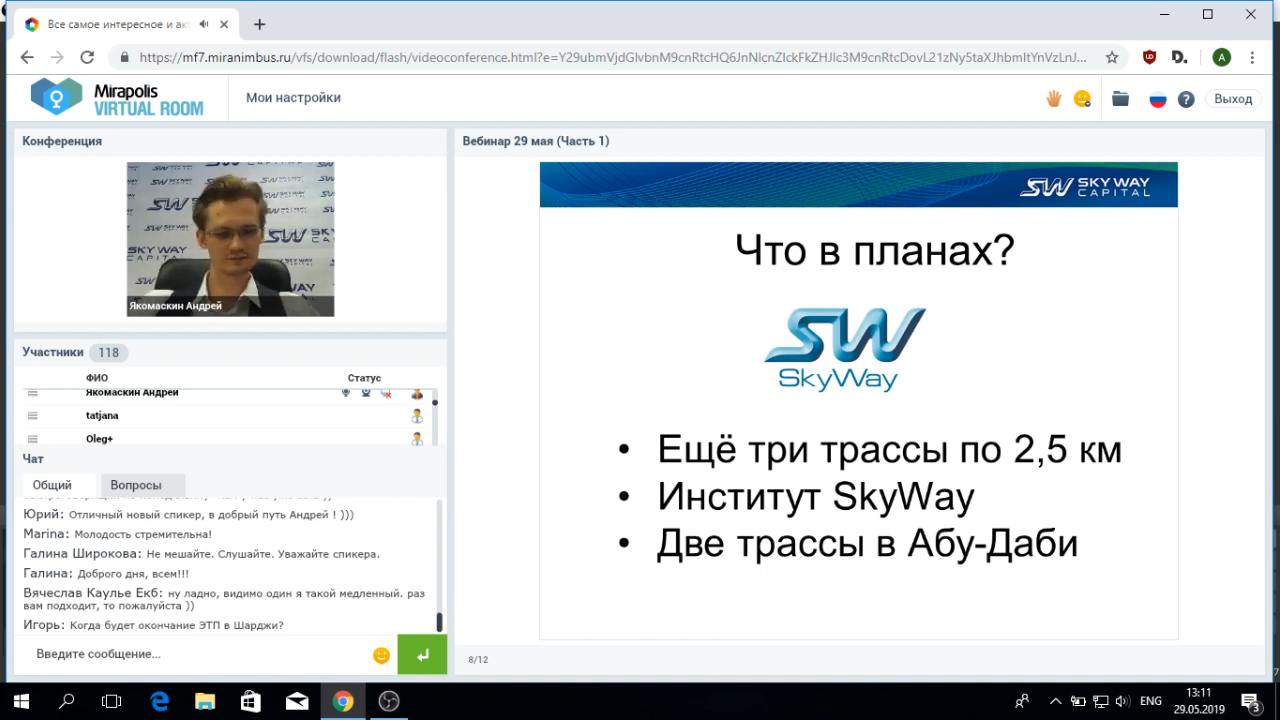 Все самое интересное и акт
https://mf7.miranimbus.ru/vfs/download/flash/videoconference.html?e=
Mirapolis
VIRTUAL ROOM
Мои настройки
Выход
Конференция
Якомаскин Андрей
Участники 118
ФИО Статус
Якомаскин Андрей
tatjana
Oleg+
Чат
Общий Вопросы
Юрий: Отличный новый спикер, в добрый путь Андрей ! )))
Marina: Молодость стремительна!
Галина Широкова: Не мешайте. Слушайте. Уважайте спикера.
Галина: Доброго дня, всем!!!
Вячеслав Каулье Екб: ну ладно, видимо один я такой медленный. раз
вам подходит, то пожалуйста ))
Игорь: Когда будет окончание ЭТП в Шарджи?
Введите сообщение...
Вебинар 29 мая (Часть 1)
SW SKY WAY
CAPITAL
Что в планах?
SW
SkyWay
• Ещё три трассы по 2,5 км
• Институт SkyWay
• Две трассы в Абу-Даби
8/12
ENG
13:11
29.05.2019
3